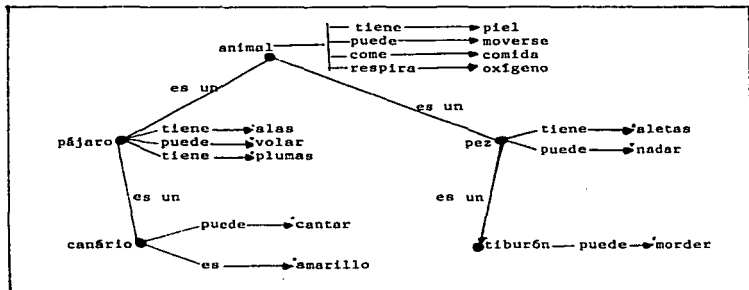 tiene piel
animal puede moverse
come comida
respira oxígeno
es un es un
pájaro tiene alas
puede volar
tiene plumas
pez tiene aletas
puede nadar
es un es un
canário puede cantar
es amarillo
tiburón puede morder